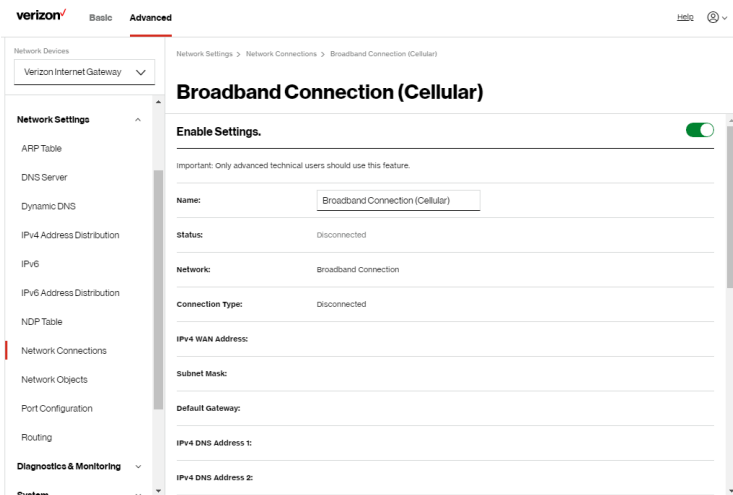 verizon✓ Basic Advanced Help
Network Devices
Verizon Internet Gateway
Network Settings
ARP Table
DNS Server
Dynamic DNS
IPv4 Address Distribution
IPv6
IPv6 Address Distribution
NDP Table
Network Connections
Network Objects
Port Configuration
Routing
Diagnostics & Monitoring
System
Network Settings > Network Connections > Broadband Connection (Cellular)
Broadband Connection (Cellular)
Enable Settings.
Important: Only advanced technical users should use this feature.
Name: Broadband Connection (Cellular)
Status: Disconnected
Network: Broadband Connection
Connection Type: Disconnected
IPv4 WAN Address:
Subnet Mask:
Default Gateway:
IPv4 DNS Address 1:
IPv4 DNS Address 2: